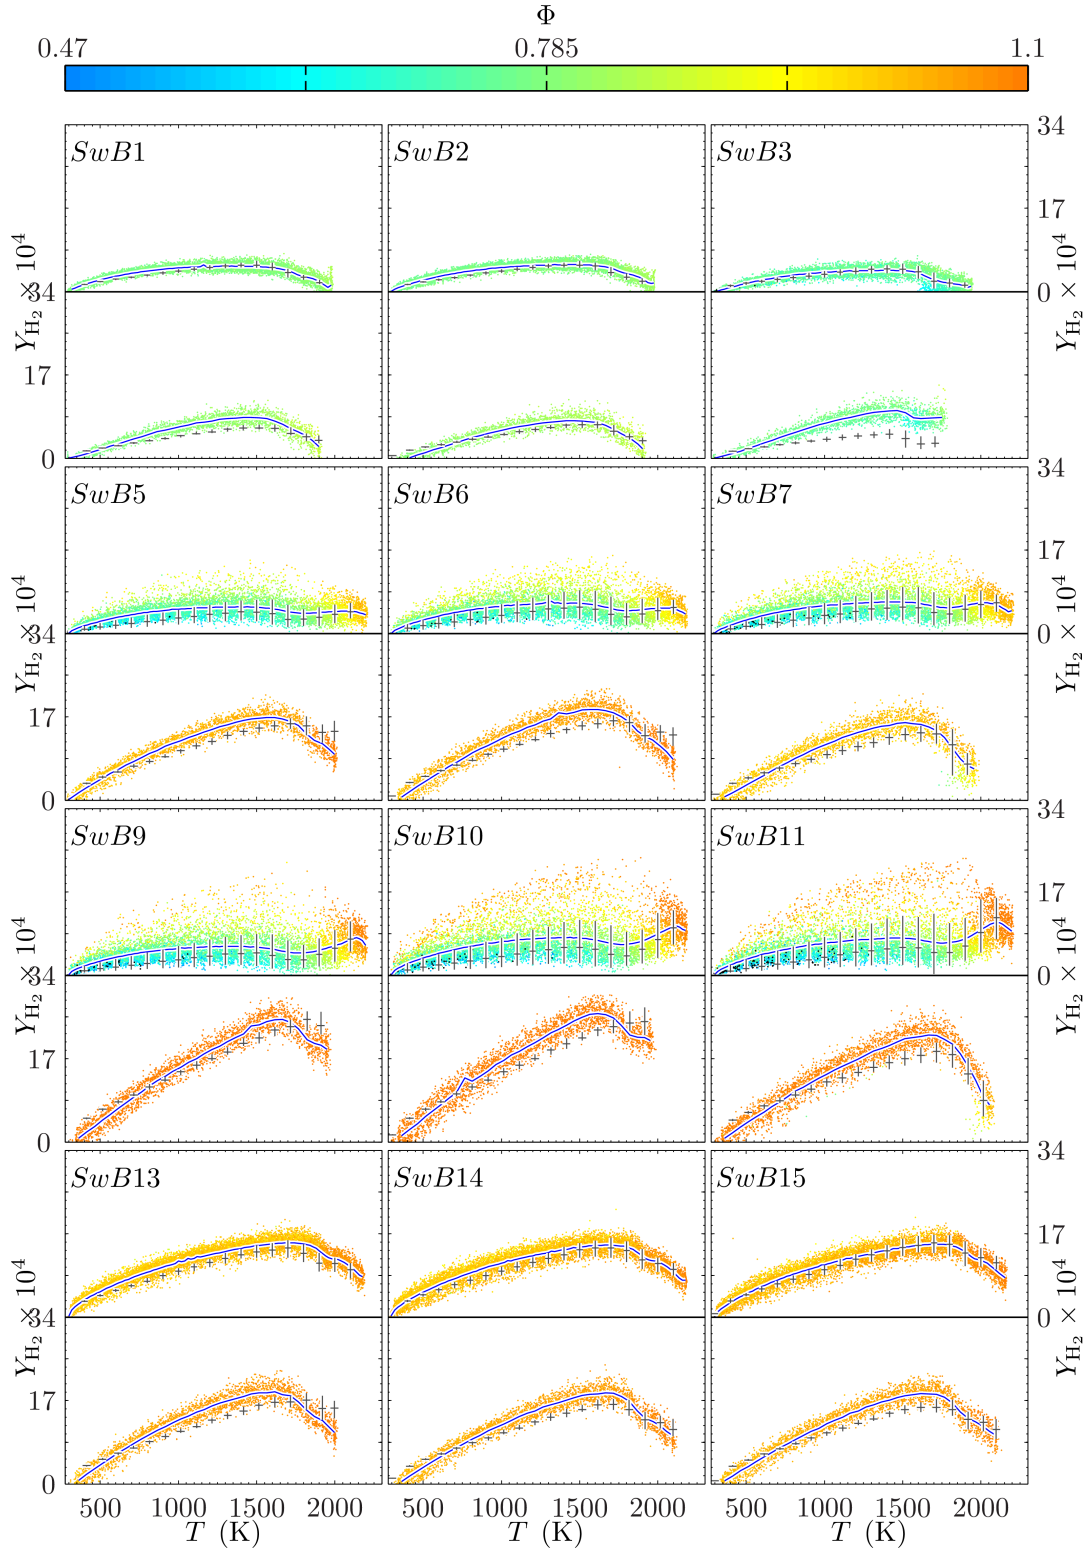 Φ
0.47 0.785 1.1
SwB1 SwB2 SwB3
34
17
0
Y_H2 × 10^4
34
17
0
Y_H2 × 10^4
SwB5 SwB6 SwB7
34
17
0
Y_H2 × 10^4
34
17
0
Y_H2 × 10^4
SwB9 SwB10 SwB11
34
17
0
Y_H2 × 10^4
34
17
0
Y_H2 × 10^4
SwB13 SwB14 SwB15
34
17
0
Y_H2 × 10^4
34
17
0
Y_H2 × 10^4
500 1000 1500 2000 500 1000 1500 2000 500 1000 1500 2000
T (K) T (K) T (K)